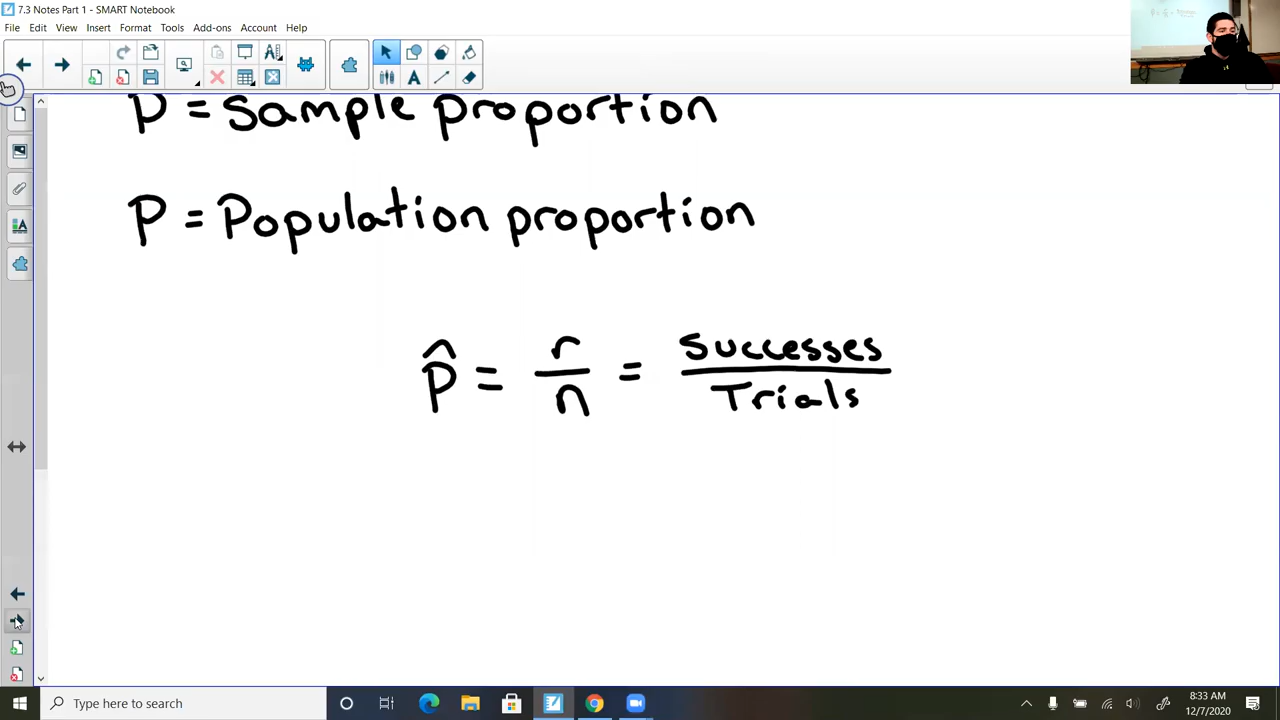 7.3 Notes Part 1 - SMART Notebook
File Edit View Insert Format Tools Add-ons Account Help
P = Sample proportion
P = Population proportion
p̂ = r/n = Successes/Trials
Type here to search
8:33 AM
12/7/2020